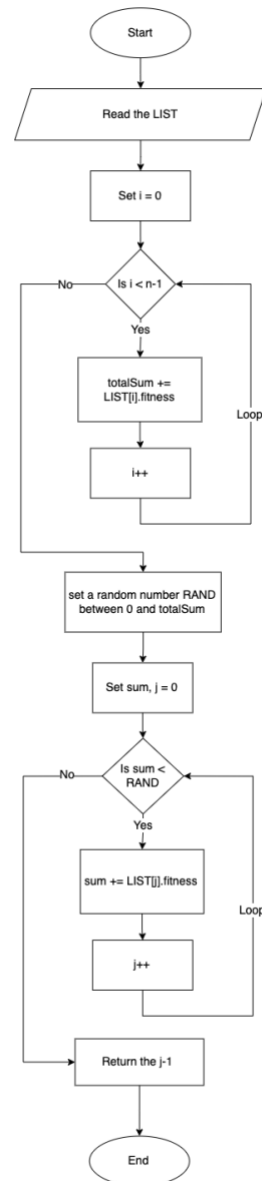 Start
Read the LIST
Set i = 0
Is i < n-1
No
Yes
totalSum +=
LIST[i].fitness
Loop
i++
set a random number RAND
between 0 and totalSum
Set sum, j = 0
Is sum <
RAND
No
Yes
sum += LIST[j].fitness
Loop
j++
Return the j-1
End